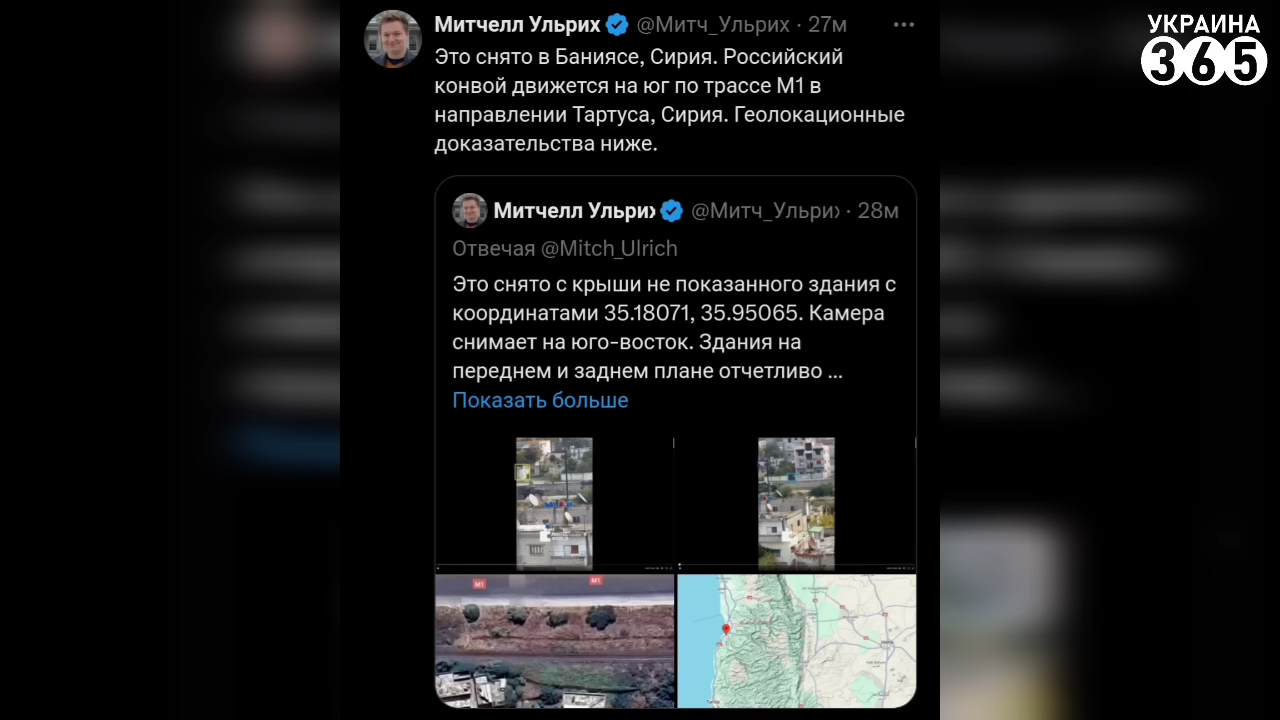 УКРАИНА
365
Митчелл Ульрих @Митч_Ульрих · 27м
Это снято в Баниясе, Сирия. Российский
конвой движется на юг по трассе М1 в
направлении Тартуса, Сирия. Геолокационные
доказательства ниже.
Митчелл Ульрих @Митч_Ульрих · 28м
Отвечая @Mitch_Ulrich
Это снято с крыши не показанного здания с
координатами 35.18071, 35.95065. Камера
снимает на юго-восток. Здания на
переднем и заднем плане отчетливо ...
Показать больше
M1
M1